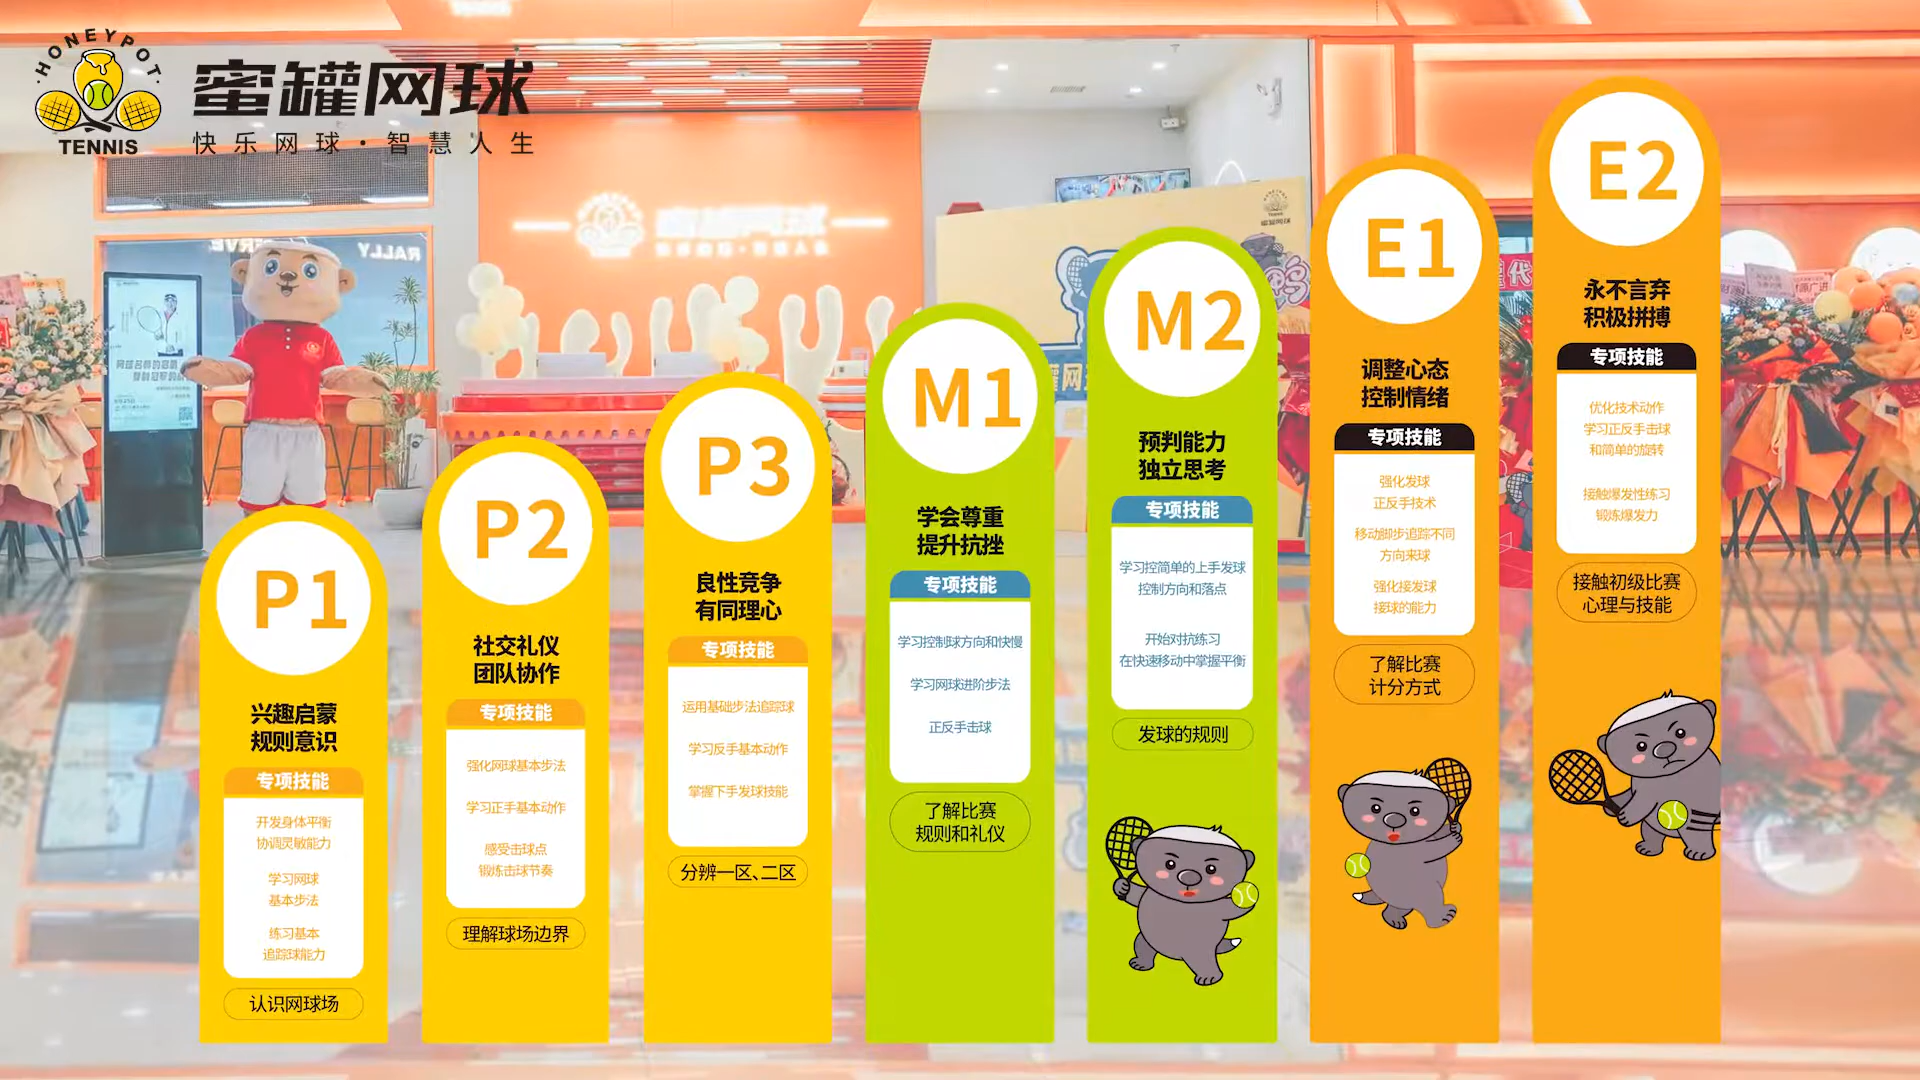 HONEYPOT
TENNIS
蜜罐网球
快乐网球·智慧人生
RALLY
P1
兴趣启蒙
规则意识
专项技能
开发身体平衡
协调灵敏能力
学习网球
基本步法
练习基本
追踪球能力
认识网球场
P2
社交礼仪
团队协作
专项技能
强化网球基本步法
学习正手基本动作
感受击球点
锻炼击球节奏
理解球场边界
P3
良性竞争
有同理心
专项技能
运用基础步法追踪球
学习反手基本动作
掌握下手发球技能
分辨一区、二区
M1
学会尊重
提升抗挫
专项技能
学习控制球方向和快慢
学习网球进阶步法
正反手击球
了解比赛
规则和礼仪
M2
预判能力
独立思考
专项技能
学习控简单的上手发球
控制方向和落点
开始对抗练习
在快速移动中掌握平衡
发球的规则
E1
调整心态
控制情绪
专项技能
强化发球
正反手技术
移动脚步追踪不同
方向来球
强化接发球
接球的能力
了解比赛
计分方式
E2
永不言弃
积极拼搏
专项技能
优化技术动作
学习正反手击球
和简单的旋转
接触爆发性练习
锻炼爆发力
接触初级比赛
心理与技能